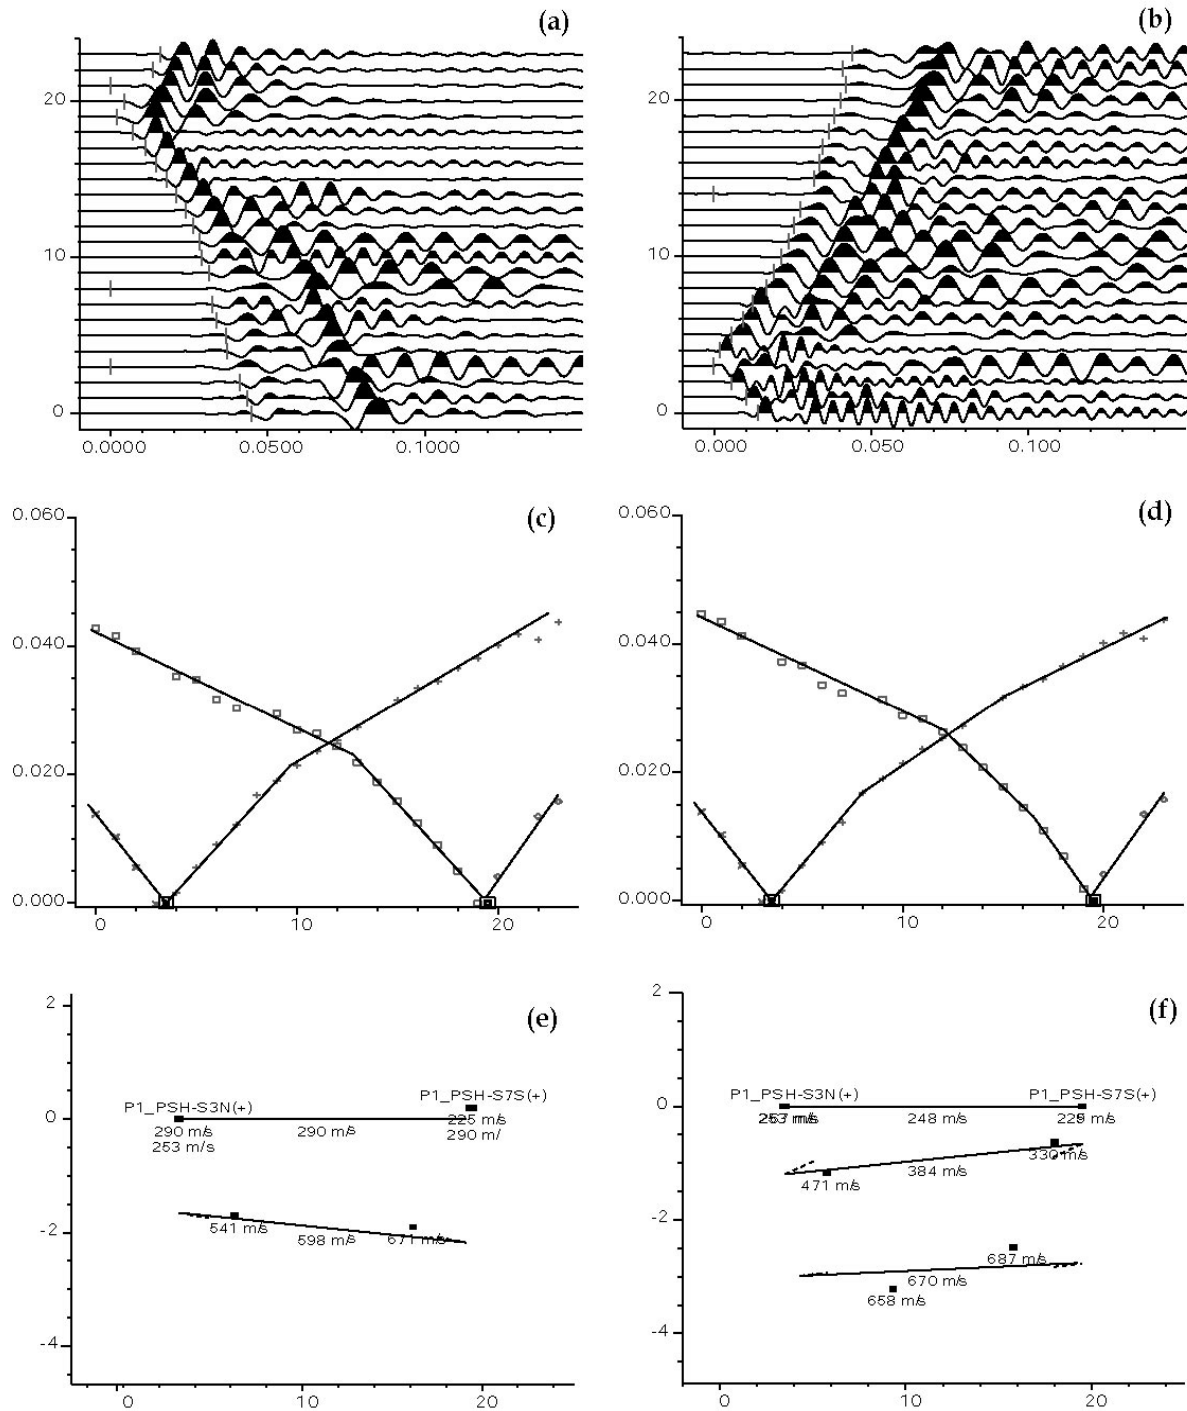 (a)
20
10
0
0.0000 0.0500 0.1000
(b)
20
10
0
0.000 0.050 0.100
(c)
0.060
0.040
0.020
0.000
0 10 20
(d)
0.060
0.040
0.020
0.000
0 10 20
(e)
2
0
-2
-4
P1_PSH-S3N(+) P1_PSH-S7S(+)
290 m/s 290 m/s 225 m/s
253 m/s 290 m/
541 m/s 598 m/s 671 m/s
0 10 20
(f)
2
0
-2
-4
P1_PSH-S3N(+) P1_PSH-S7S(+)
m/s 248 m/s m/s
471 m/s 384 m/s 330 m/s
658 m/s 670 m/s 687 m/s
0 10 20